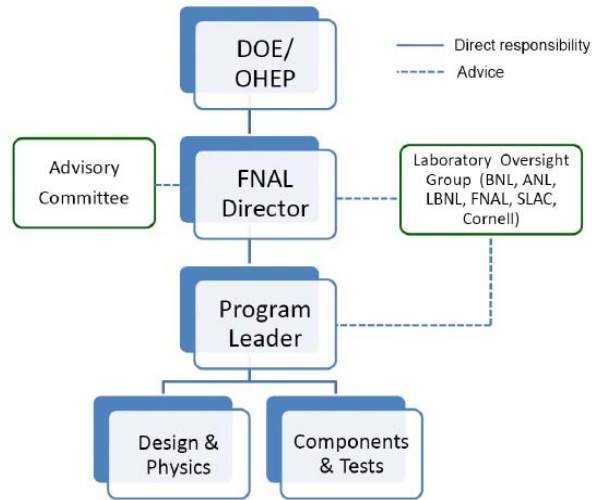 DOE/
OHEP
Direct responsibility
Advice
Advisory
Committee
FNAL
Director
Laboratory Oversight
Group (BNL, ANL,
LBNL, FNAL, SLAC,
Cornell)
Program
Leader
Design &
Physics
Components
& Tests